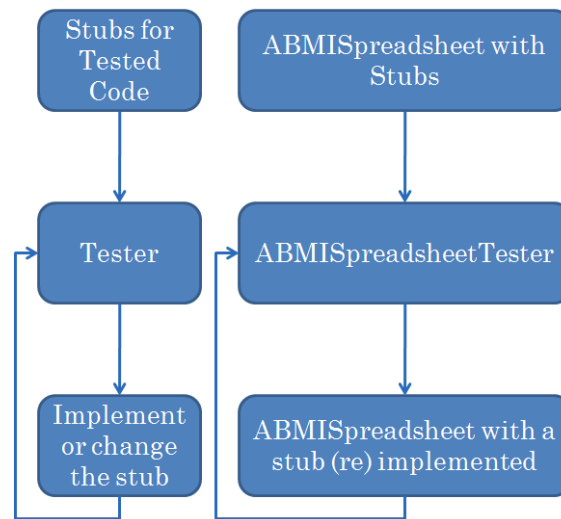 Stubs for
Tested
Code
ABMISpreadsheet with
Stubs
Tester
ABMISpreadsheetTester
Implement
or change
the stub
ABMISpreadsheet with a
stub (re) implemented